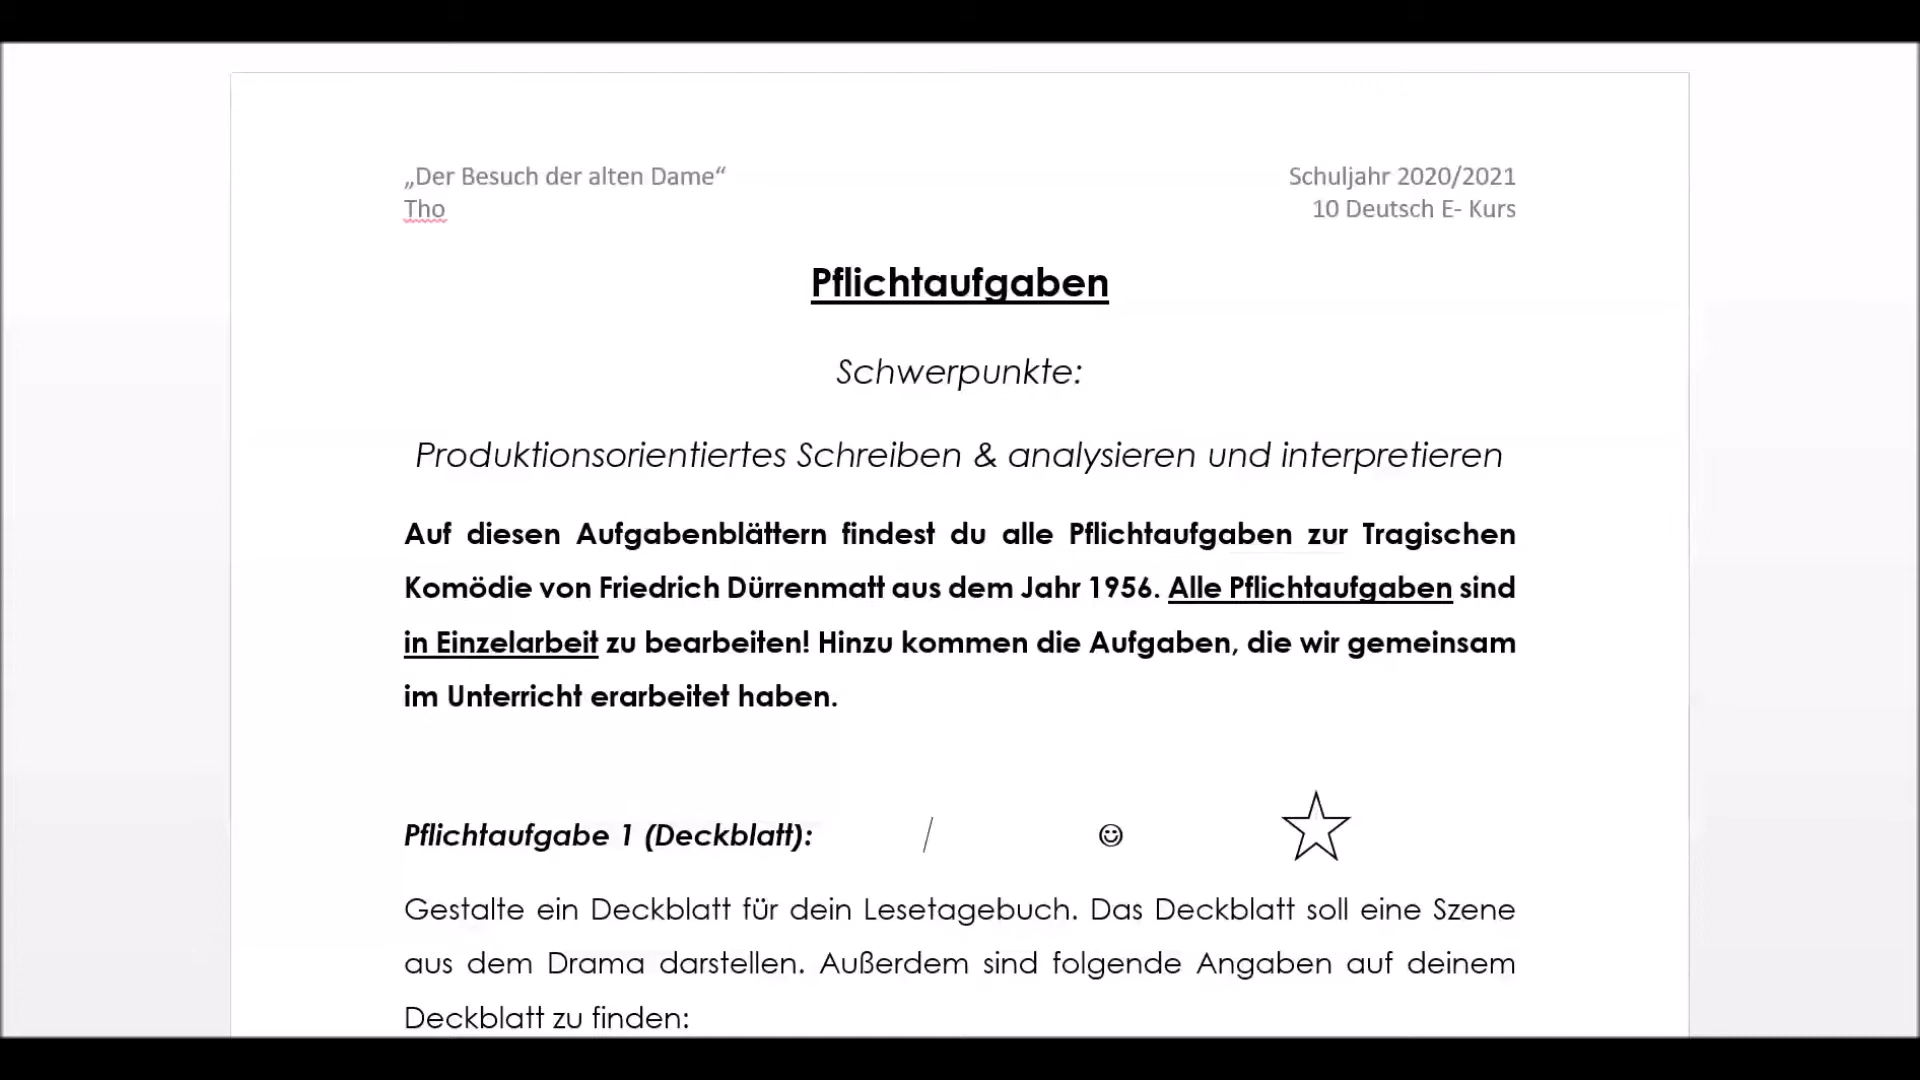 „Der Besuch der alten Dame“ Schuljahr 2020/2021
Tho 10 Deutsch E- Kurs
Pflichtaufgaben
Schwerpunkte:
Produktionsorientiertes Schreiben & analysieren und interpretieren
Auf diesen Aufgabenblättern findest du alle Pflichtaufgaben zur Tragischen
Komödie von Friedrich Dürrenmatt aus dem Jahr 1956. Alle Pflichtaufgaben sind
in Einzelarbeit zu bearbeiten! Hinzu kommen die Aufgaben, die wir gemeinsam
im Unterricht erarbeitet haben.
Pflichtaufgabe 1 (Deckblatt): / ☺
Gestalte ein Deckblatt für dein Lesetagebuch. Das Deckblatt soll eine Szene
aus dem Drama darstellen. Außerdem sind folgende Angaben auf deinem
Deckblatt zu finden: